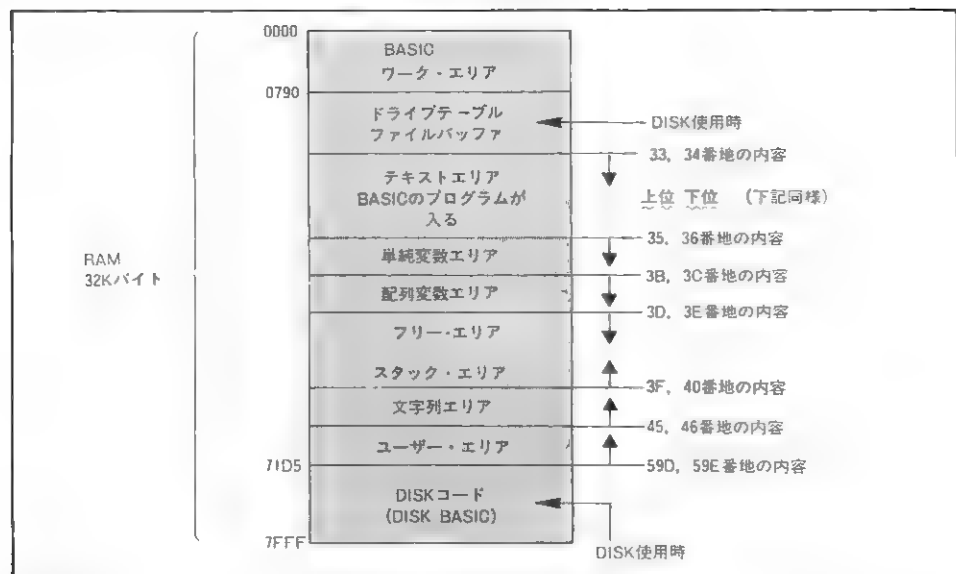 0000
BASIC
ワーク・エリア
0790
ドライブテーブル
ファイルバッファ
DISK使用時
33, 34番地の内容
テキストエリア
BASICのプログラムが
入る
上位 下位 (下記同様)
35, 36番地の内容
単純変数エリア
RAM
32Kバイト
3B, 3C番地の内容
配列変数エリア
3D, 3E番地の内容
フリー・エリア
スタック・エリア
3F, 40番地の内容
文字列エリア
45, 46番地の内容
ユーザー・エリア
71D5
59D, 59E番地の内容
DISKコード
(DISK BASIC)
7FFF
DISK使用時